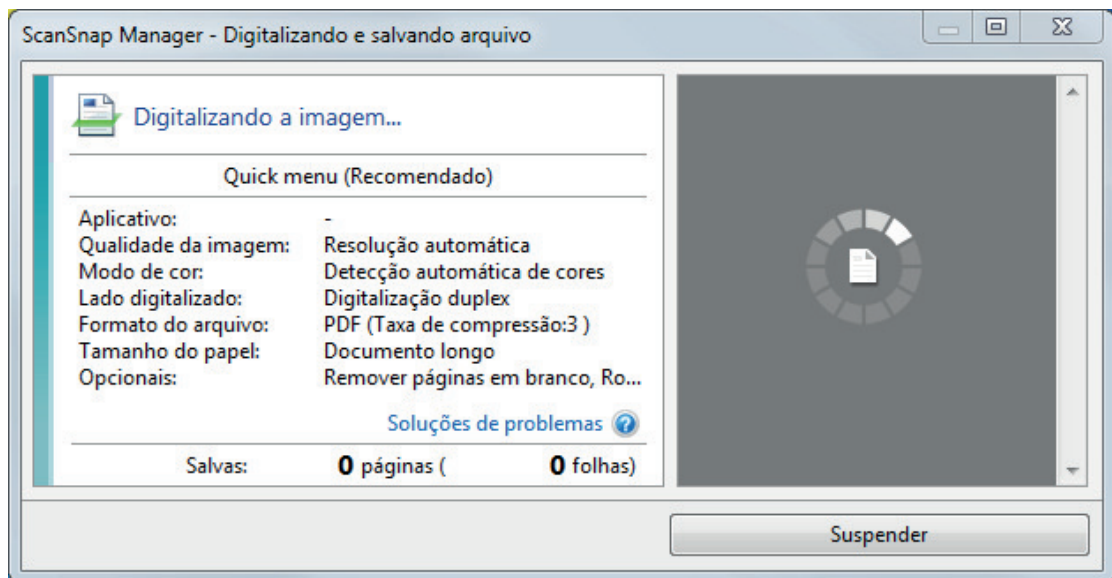 ScanSnap Manager - Digitalizando e salvando arquivo
Digitalizando a imagem...
Quick menu (Recomendado)
Aplicativo: -
Qualidade da imagem: Resolução automática
Modo de cor: Detecção automática de cores
Lado digitalizado: Digitalização duplex
Formato do arquivo: PDF (Taxa de compressão:3 )
Tamanho do papel: Documento longo
Opcionais: Remover páginas em branco, Ro...
Soluções de problemas
Salvas: 0 páginas ( 0 folhas)
Suspender